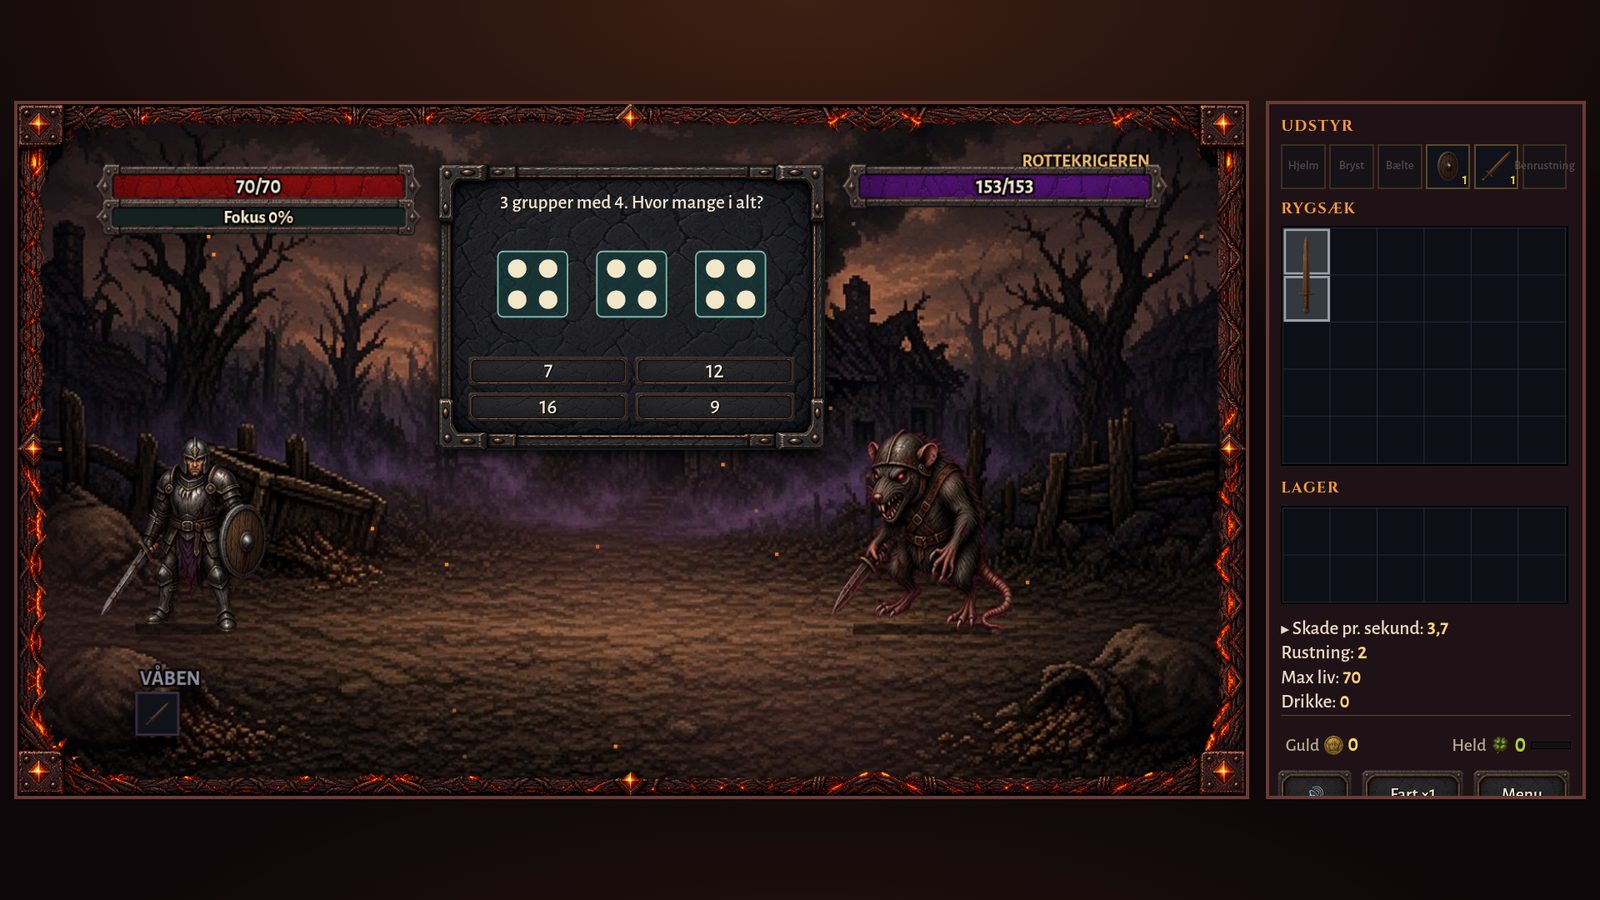 70/70
Fokus 0%
3 grupper med 4. Hvor mange i alt?
7
12
16
9
ROTTEKRIGEREN
153/153
VÅBEN
UDSTYR
Hjelm
Bryst
Bælte
1
1
Benrustning
RYGSÆK
LAGER
▸ Skade pr. sekund: 3,7
Rustning: 2
Max liv: 70
Drikke: 0
Guld 0
Held 0
Fart x1
Menu